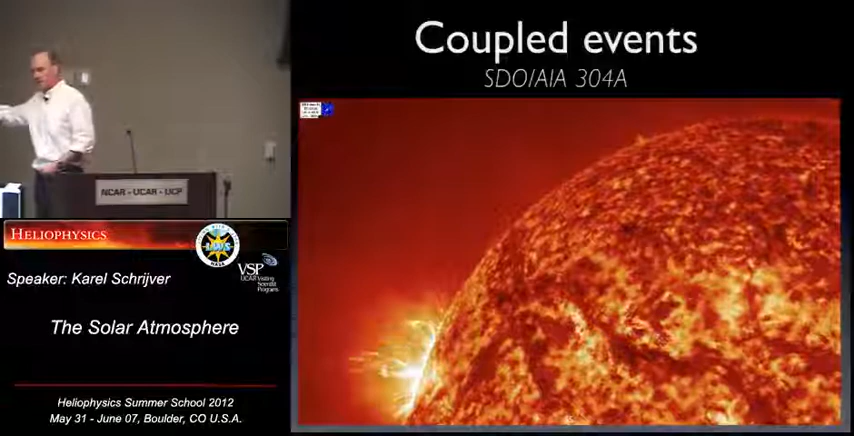 Coupled events
SDO/AIA 304A
NCAR - UCAR - UCP
HELIOPHYSICS
LWS
VSP
UCAR Visiting
Scientist
Programs
Speaker: Karel Schrijver
The Solar Atmosphere
Heliophysics Summer School 2012
May 31 - June 07, Boulder, CO U.S.A.